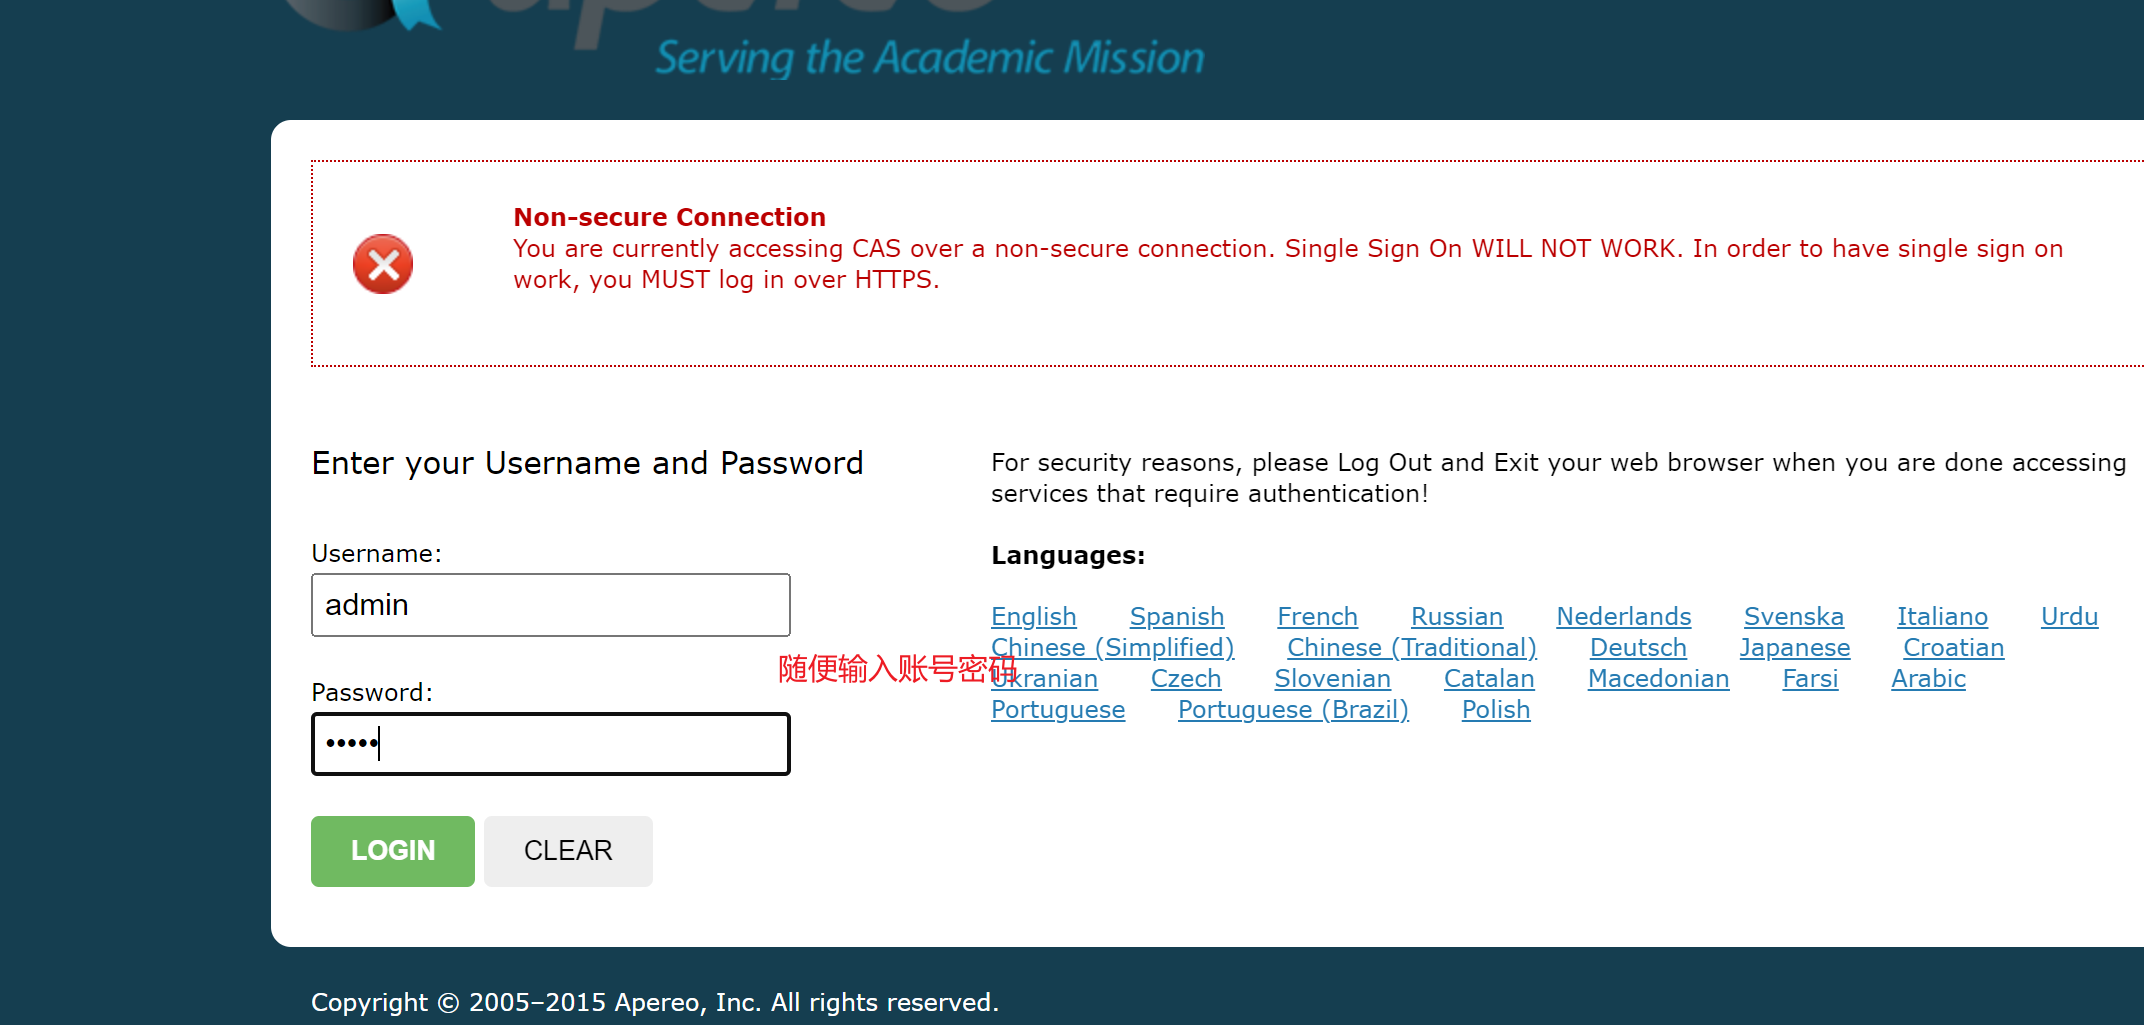 Serving the Academic Mission
Non-secure Connection
You are currently accessing CAS over a non-secure connection. Single Sign On WILL NOT WORK. In order to have single sign on
work, you MUST log in over HTTPS.
Enter your Username and Password
Username:
admin
Password:
•••••
LOGIN CLEAR
随便输入账号密码
For security reasons, please Log Out and Exit your web browser when you are done accessing
services that require authentication!
Languages:
English Spanish French Russian Nederlands Svenska Italiano Urdu
Chinese (Simplified) Chinese (Traditional) Deutsch Japanese Croatian
Ukranian Czech Slovenian Catalan Macedonian Farsi Arabic
Portuguese Portuguese (Brazil) Polish
Copyright © 2005–2015 Apereo, Inc. All rights reserved.